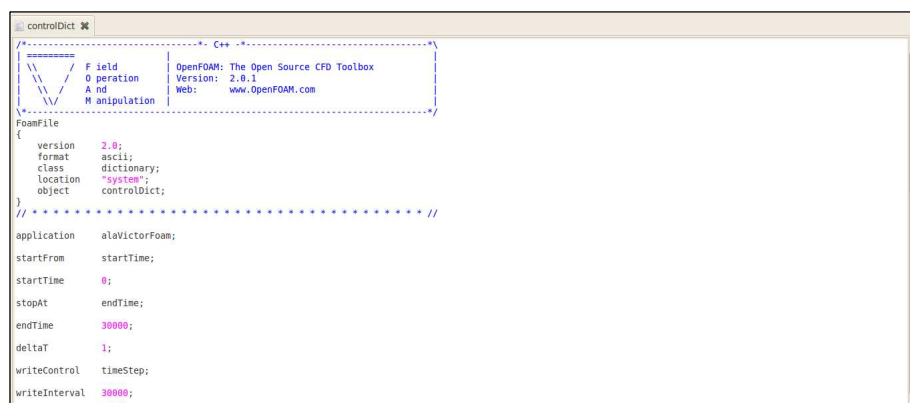 controlDict
/*--------------------------------*- C++ -*----------------------------------*\
| =========                 |                                                 |
| \\      /  F ield         | OpenFOAM: The Open Source CFD Toolbox           |
|  \\    /   O peration     | Version:  2.0.1                                 |
|   \\  /    A nd           | Web:      www.OpenFOAM.com                      |
|    \\/     M anipulation  |                                                 |
\*---------------------------------------------------------------------------*/
FoamFile
{
    version     2.0;
    format      ascii;
    class       dictionary;
    location    "system";
    object      controlDict;
}
// * * * * * * * * * * * * * * * * * * * * * * * * * * * * * * * * * * * * * //
application     alaVictorFoam;
startFrom       startTime;
startTime       0;
stopAt          endTime;
endTime         30000;
deltaT          1;
writeControl    timeStep;
writeInterval   30000;